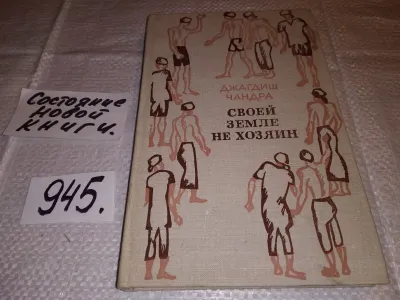 Состояние
новой
книги.
945.
ДЖАГДИШ
ЧАНДРА
СВОЕЙ
ЗЕМЛЕ
НЕ ХОЗЯИН